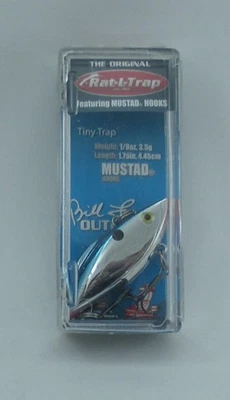 THE ORIGINAL
Rat-L-Trap
Featuring MUSTAD® HOOKS
Tiny-Trap
Weight: 1/8oz, 3.5g
Length: 1.75in, 4.45cm
MUSTAD®
HOOKS
Bill
OUT